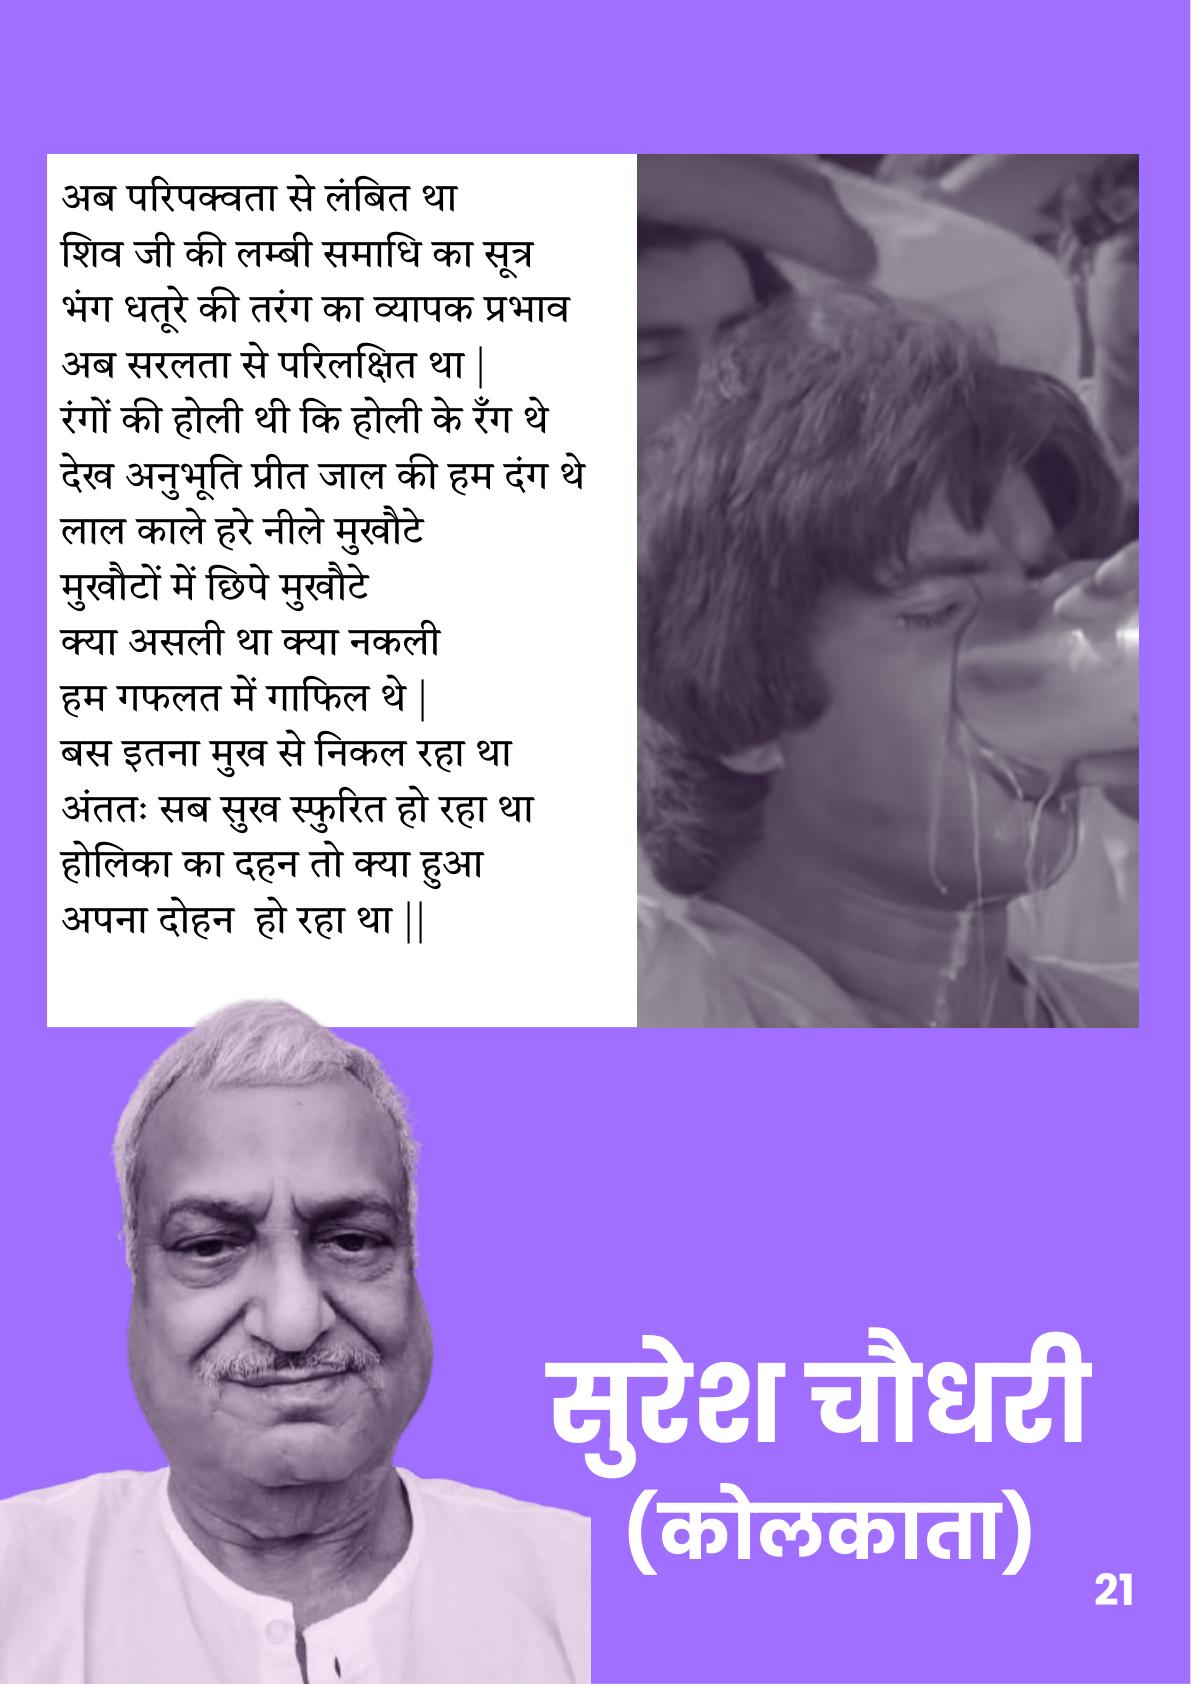 अब परिपक्वता से लंबित था
शिव जी की लम्बी समाधि का सूत्र
भंग धतूरे की तरंग का व्यापक प्रभाव
अब सरलता से परिलक्षित था |
रंगों की होली थी कि होली के रँग थे
देख अनुभूति प्रीत जाल की हम दंग थे
लाल काले हरे नीले मुखौटे
मुखौटों में छिपे मुखौटे
क्या असली था क्या नकली
हम गफलत में गाफिल थे |
बस इतना मुख से निकल रहा था
अंततः सब सुख स्फुरित हो रहा था
होलिका का दहन तो क्या हुआ
अपना दोहन  हो रहा था ||
सुरेश चौधरी
(कोलकाता)
21